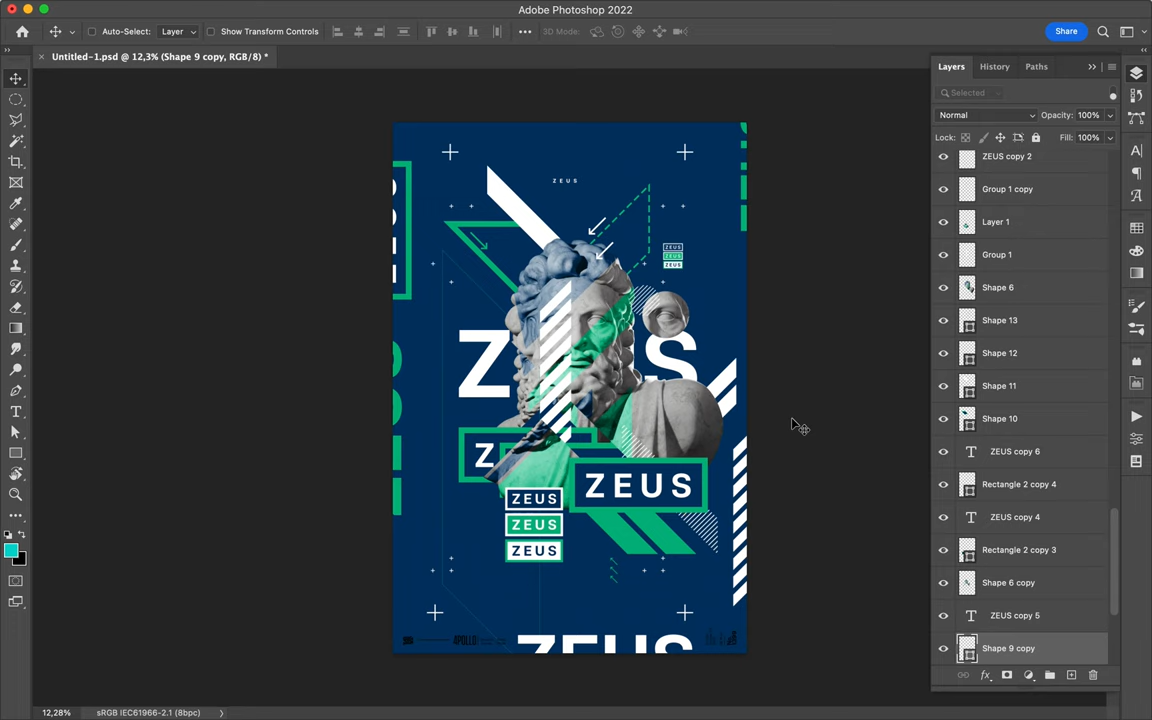 Adobe Photoshop 2022
Auto-Select: Layer Show Transform Controls 3D Mode: Share
Untitled-1.psd @ 12,3% (Shape 9 copy, RGB/8) *
Layers History Paths
Selected
Normal Opacity: 100%
Lock: Fill: 100%
ZEUS copy 2
Group 1 copy
Layer 1
Group 1
Shape 6
Shape 13
Shape 12
Shape 11
Shape 10
ZEUS copy 6
Rectangle 2 copy 4
ZEUS copy 4
Rectangle 2 copy 3
Shape 6 copy
ZEUS copy 5
Shape 9 copy
ZEUS
ZEUS
ZEUS
ZEUS
Z S
Z
ZEUS
ZEUS
ZEUS
ZEUS
APOLLO
ZEUS
12,28% sRGB IEC61966-2.1 (8bpc)